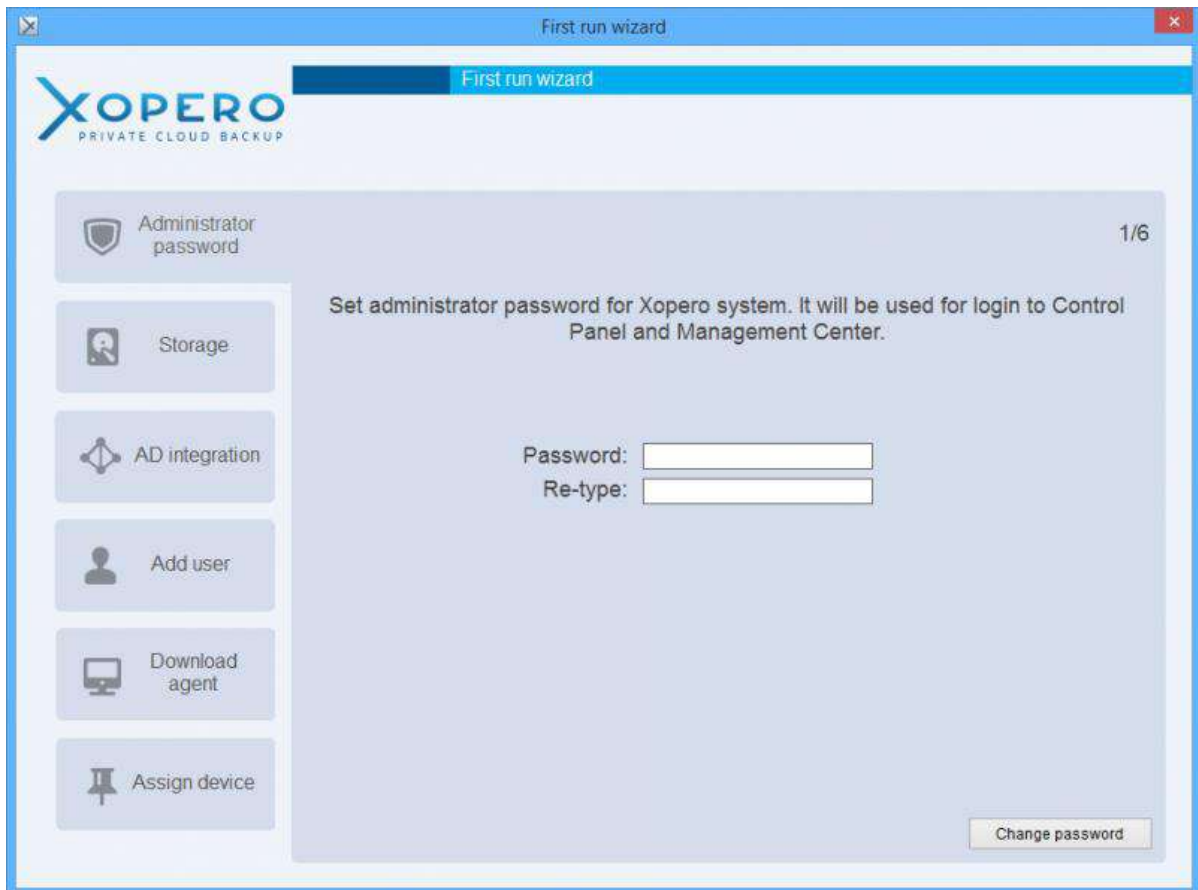 First run wizard
First run wizard
XOPERO
PRIVATE CLOUD BACKUP
Administrator
password
1/6
Set administrator password for Xopero system. It will be used for login to Control
Panel and Management Center.
Storage
AD integration
Password:
Re-type:
Add user
Download
agent
Assign device
Change password